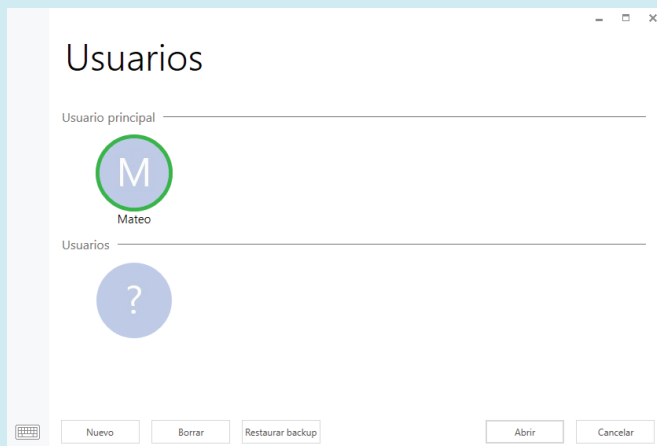 Usuarios
Usuario principal
M
Mateo
Usuarios
?
Nuevo Borrar Restaurar backup Abrir Cancelar